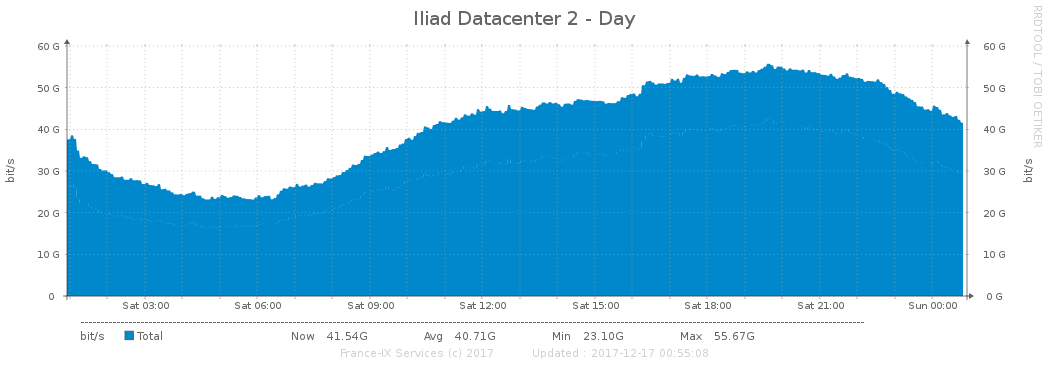 Iliad Datacenter 2 - Day
RRDTOOL / TOBI OETIKER
60 G 60 G
50 G 50 G
40 G 40 G
30 G 30 G
20 G 20 G
10 G 10 G
0 0 G
bit/s bit/s
Sat 03:00 Sat 06:00 Sat 09:00 Sat 12:00 Sat 15:00 Sat 18:00 Sat 21:00 Sun 00:00
bit/s Total Now 41.54G Avg 40.71G Min 23.10G Max 55.67G
France-IX Services (c) 2017 Updated : 2017-12-17 00:55:08